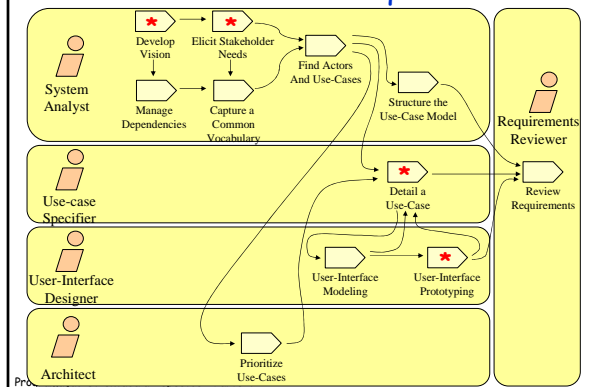 Develop
Vision
Elicit Stakeholder
Needs
Find Actors
And Use-Cases
System
Analyst
Manage
Dependencies
Capture a
Common
Vocabulary
Structure the
Use-Case Model
Requirements
Reviewer
Use-case
Specifier
Detail a
Use-Case
Review
Requirements
User-Interface
Designer
User-Interface
Modeling
User-Interface
Prototyping
Architect
Prioritize
Use-Cases